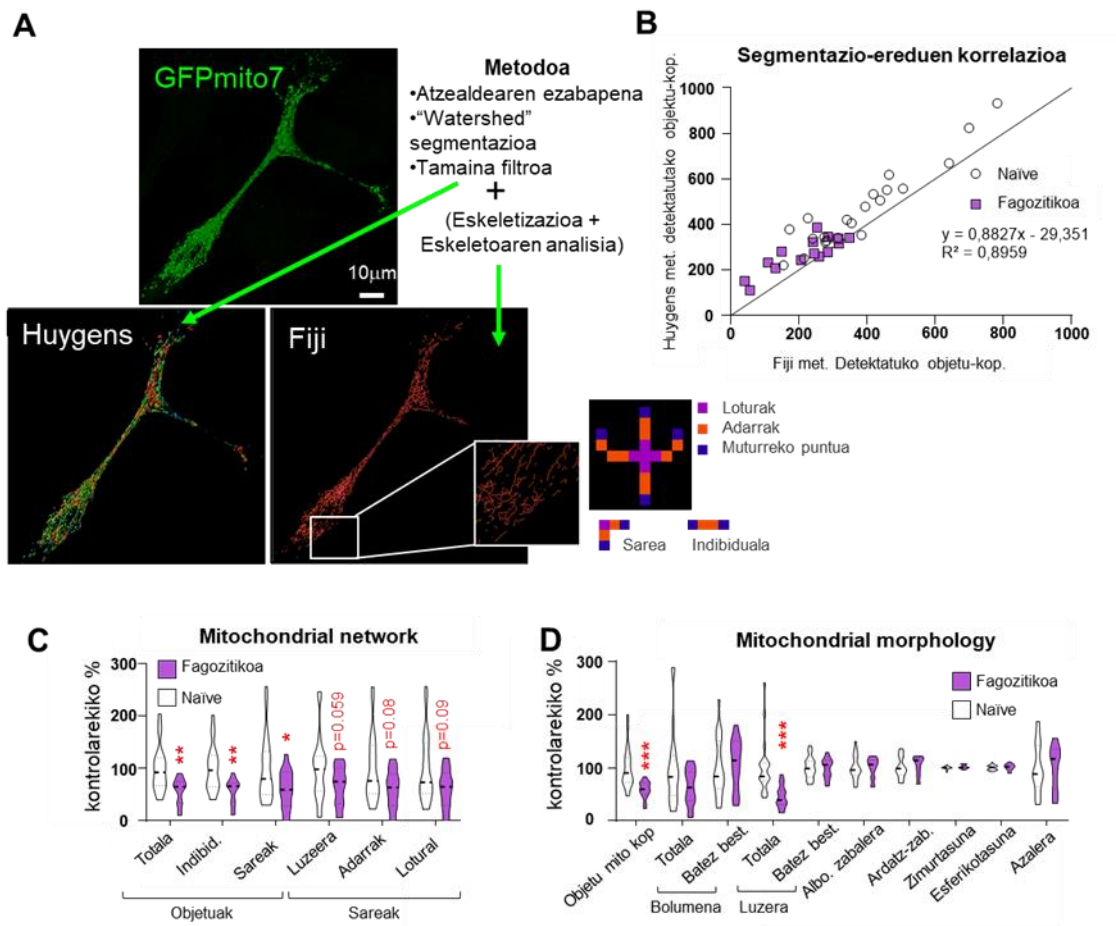 A
GFPmito7
10µm
Metodoa
•Atzealdearen ezabapena
•“Watershed”
segmentazioa
•Tamaina filtroa
+
(Eskeletizazioa +
Eskeletoaren analisia)
Huygens
Fiji
Loturak
Adarrak
Muturreko puntua
Sarea
Indibiduala
B
Segmentazio-ereduen korrelazioa
Huygens met. detektatutako objektu-kop.
1000
800
600
400
200
0
0 200 400 600 800 1000
Fiji met. Detektatuko objetu-kop.
Naïve
Fagozitikoa
y = 0,8827x - 29,351
R² = 0,8959
C
Mitochondrial network
kontrolarekiko %
300
200
100
0
Fagozitikoa
Naïve
**
**
*
p=0.059
p=0.08
p=0.09
Totala
Indibid.
Sareak
Luzeera
Adarrak
Lotural
Objetuak
Sareak
D
Mitochondrial morphology
kontrolarekiko %
300
200
100
0
Fagozitikoa
Naïve
***
***
Objetu mito kop
Totala
Batez best.
Totala
Batez best.
Albo. zabalera
Ardatz-zab.
Zimurtasuna
Esferikotasuna
Azalera
Bolumena
Luzera